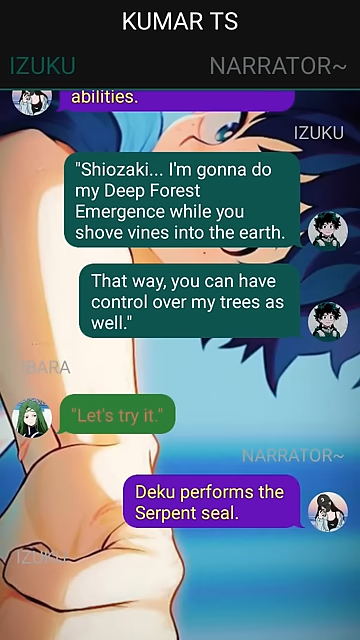 KUMAR TS
IZUKU
NARRATOR~
abilities.
IZUKU
"Shiozaki... I'm gonna do
my Deep Forest
Emergence while you
shove vines into the earth.
That way, you can have
control over my trees as
well."
IBARA
"Let's try it."
NARRATOR~
Deku performs the
Serpent seal.
IZUKU